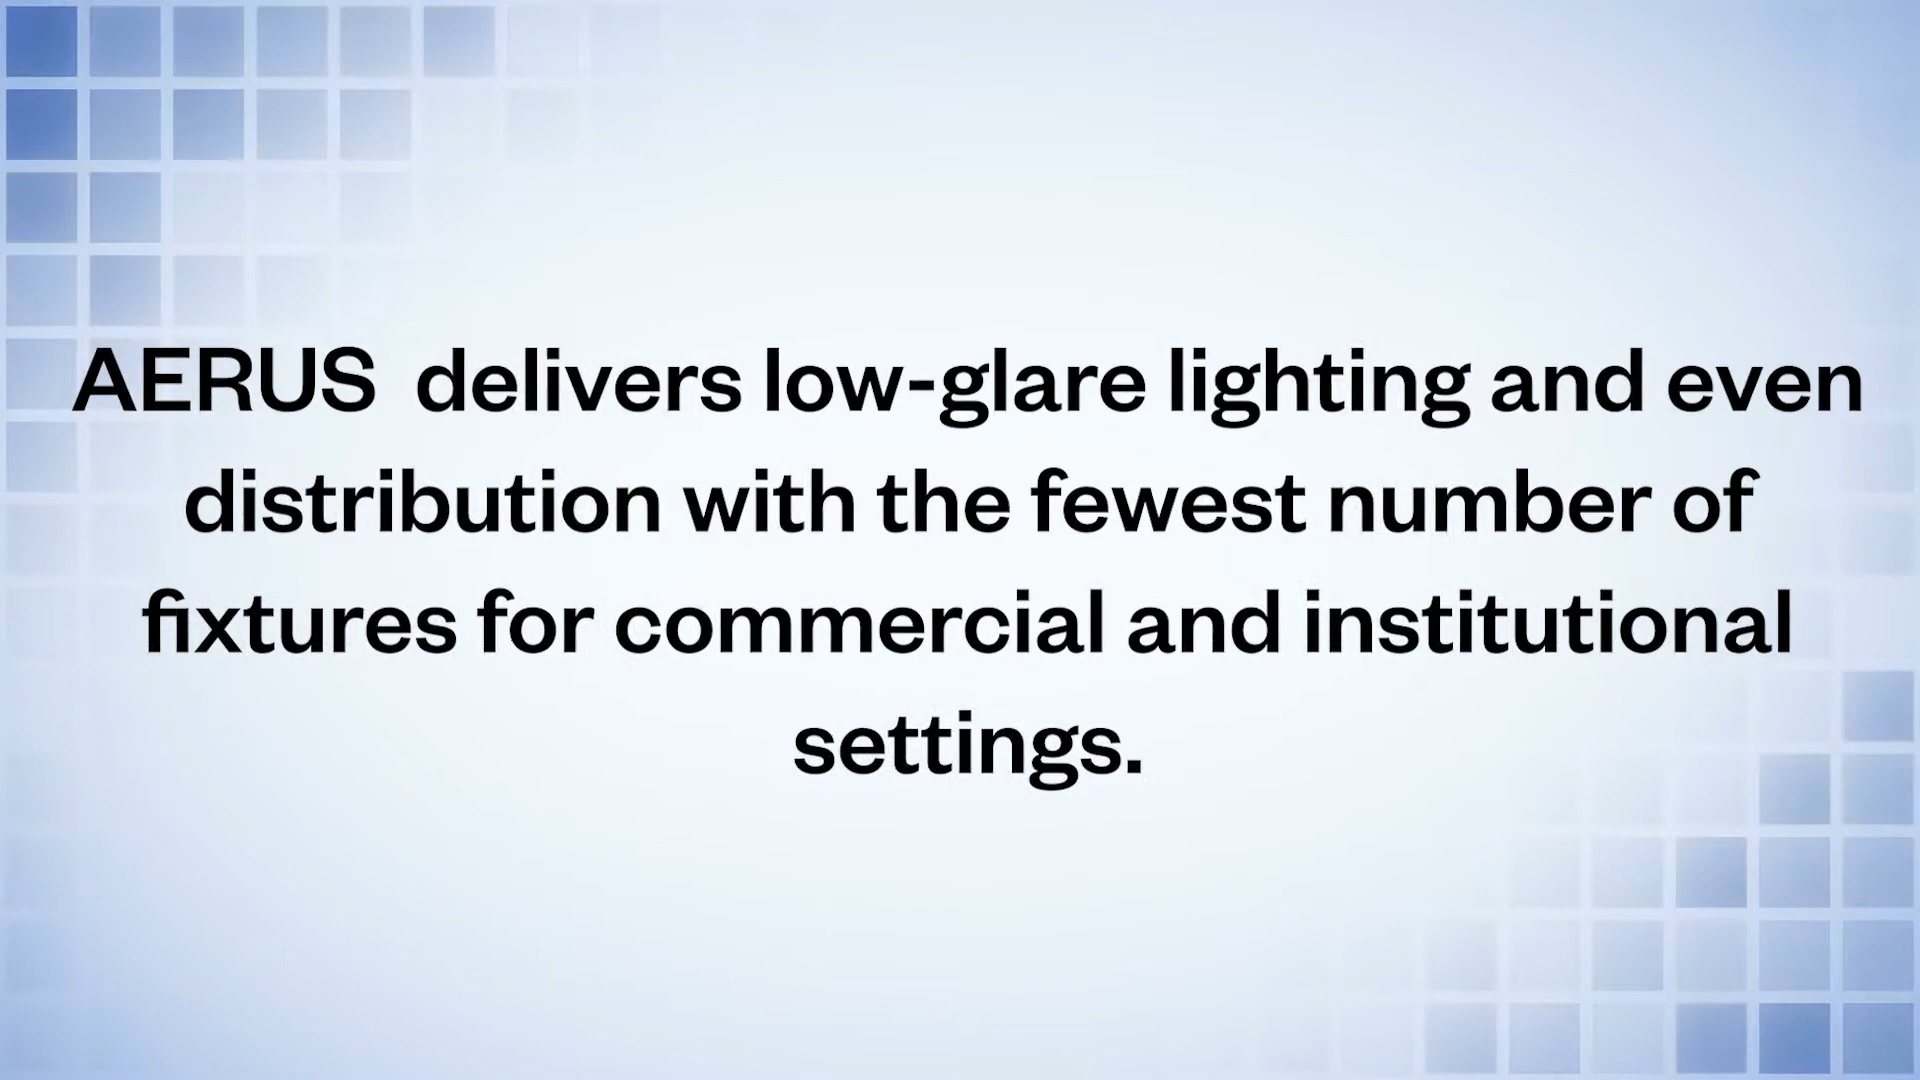 AERUS  delivers low-glare lighting and even
distribution with the fewest number of
fixtures for commercial and institutional
settings.